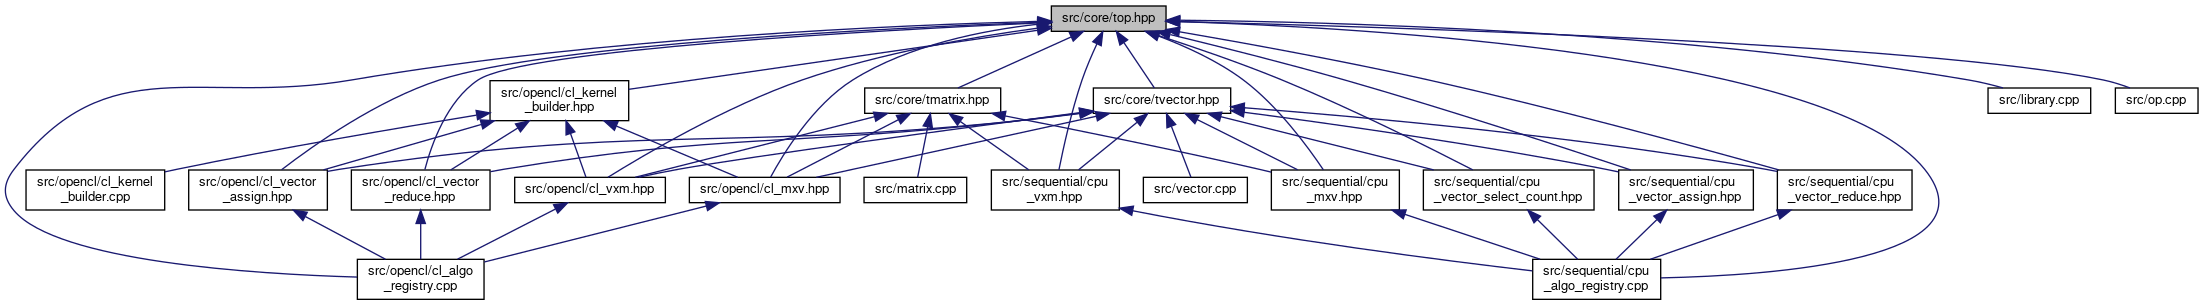 src/core/top.hpp
src/opencl/cl_kernel
_builder.hpp
src/core/tmatrix.hpp
src/core/tvector.hpp
src/library.cpp
src/op.cpp
src/opencl/cl_kernel
_builder.cpp
src/opencl/cl_vector
_assign.hpp
src/opencl/cl_vector
_reduce.hpp
src/opencl/cl_vxm.hpp
src/opencl/cl_mxv.hpp
src/matrix.cpp
src/sequential/cpu
_vxm.hpp
src/vector.cpp
src/sequential/cpu
_mxv.hpp
src/sequential/cpu
_vector_select_count.hpp
src/sequential/cpu
_vector_assign.hpp
src/sequential/cpu
_vector_reduce.hpp
src/opencl/cl_algo
_registry.cpp
src/sequential/cpu
_algo_registry.cpp